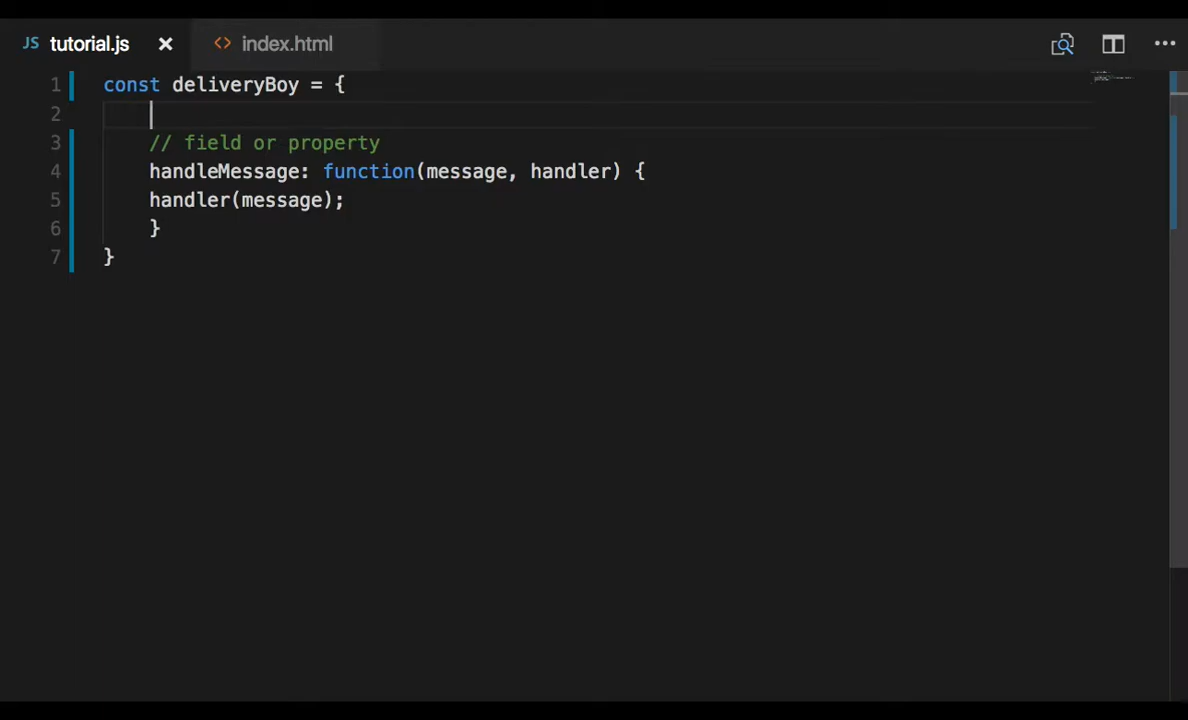 JS tutorial.js × <> index.html ...
1 const deliveryBoy = {
2
3 // field or property
4 handleMessage: function(message, handler) {
5 handler(message);
6 }
7 }